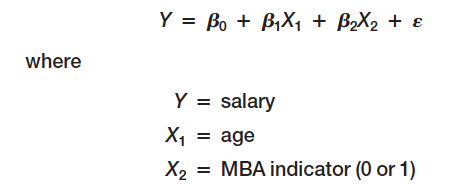 Y = β₀ + β₁X₁ + β₂X₂ + ε
where
Y = salary
X₁ = age
X₂ = MBA indicator (0 or 1)